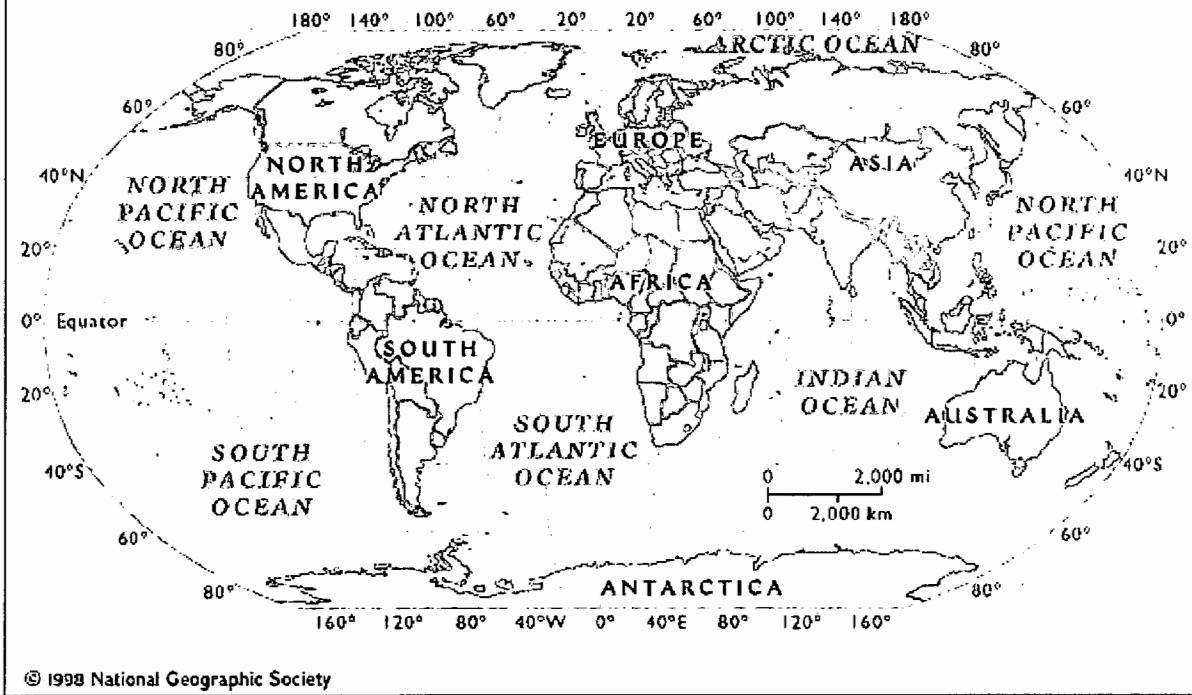 180° 140° 100° 60° 20° 20° 60° 100° 140° 180°
80° ARCTIC OCEAN 80°
60° 60°
EUROPE
NORTH AMERICA
ASIA
40°N 40°N
NORTH
PACIFIC
OCEAN
NORTH
ATLANTIC
OCEAN
NORTH
PACIFIC
OCEAN
20° 20°
AFRICA
0° Equator 0°
SOUTH
AMERICA
INDIAN
OCEAN
20° 20°
AUSTRALIA
SOUTH
ATLANTIC
OCEAN
SOUTH
PACIFIC
OCEAN
40°S 40°S
0 2,000 mi
0 2,000 km
60° 60°
80° ANTARCTICA 80°
160° 120° 80° 40°W 0° 40°E 80° 120° 160°
© 1998 National Geographic Society